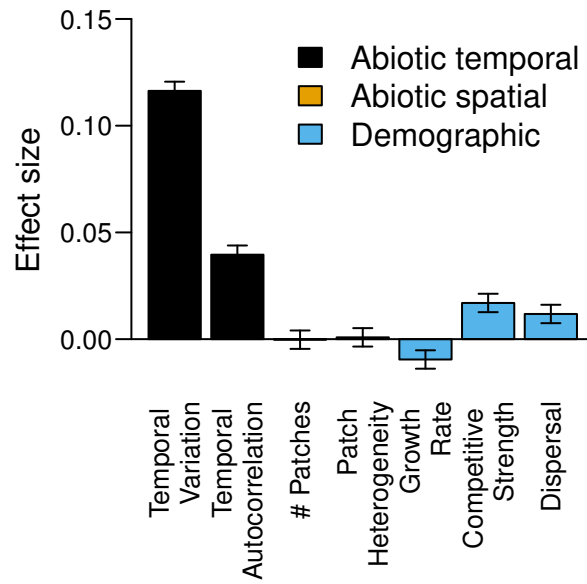 0.15
0.10
0.05
0.00
Effect size
Abiotic temporal
Abiotic spatial
Demographic
Temporal
Variation
Temporal
Autocorrelation
# Patches
Patch
Heterogeneity
Growth
Rate
Competitive
Strength
Dispersal